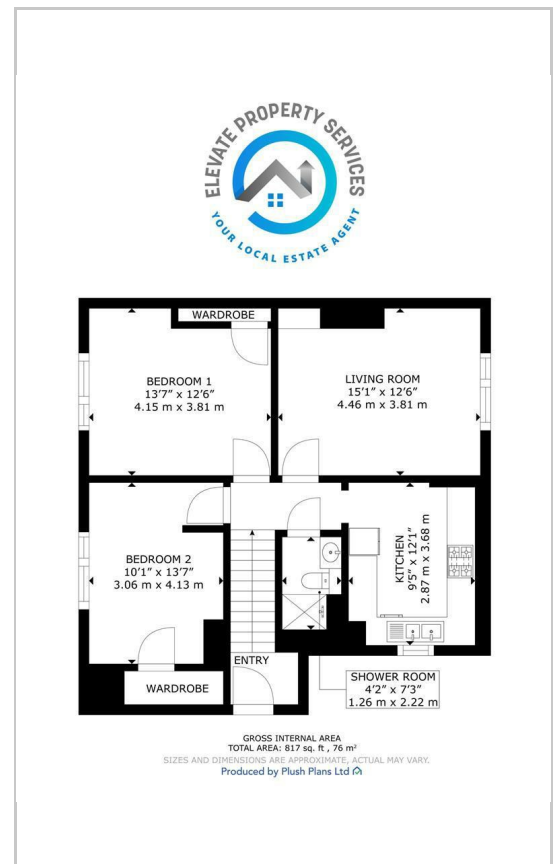 ELEVATE PROPERTY SERVICES
YOUR LOCAL ESTATE AGENT
WARDROBE
BEDROOM 1
13'7" x 12'6"
4.15 m x 3.81 m
LIVING ROOM
15'1" x 12'6"
4.46 m x 3.81 m
BEDROOM 2
10'1" x 13'7"
3.06 m x 4.13 m
KITCHEN
9'5" x 12'1"
2.87 m x 3.68 m
ENTRY
WARDROBE
SHOWER ROOM
4'2" x 7'3"
1.26 m x 2.22 m
GROSS INTERNAL AREA
TOTAL AREA: 817 sq. ft , 76 m²
SIZES AND DIMENSIONS ARE APPROXIMATE, ACTUAL MAY VARY.
Produced by Plush Plans Ltd